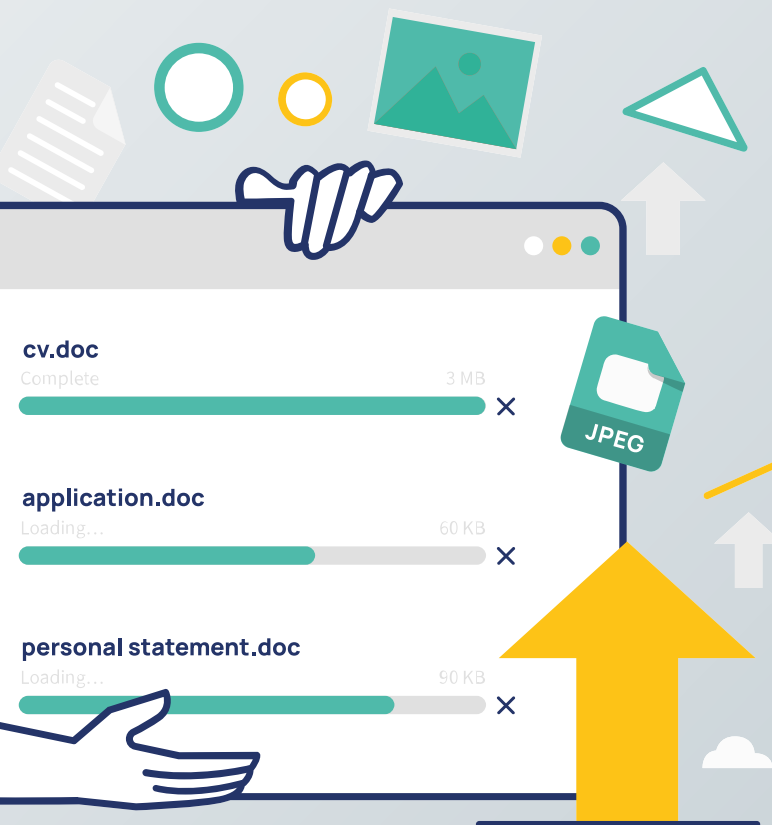 cv.doc
Complete 3 MB
JPEG
application.doc
Loading... 60 KB
personal statement.doc
Loading... 90 KB